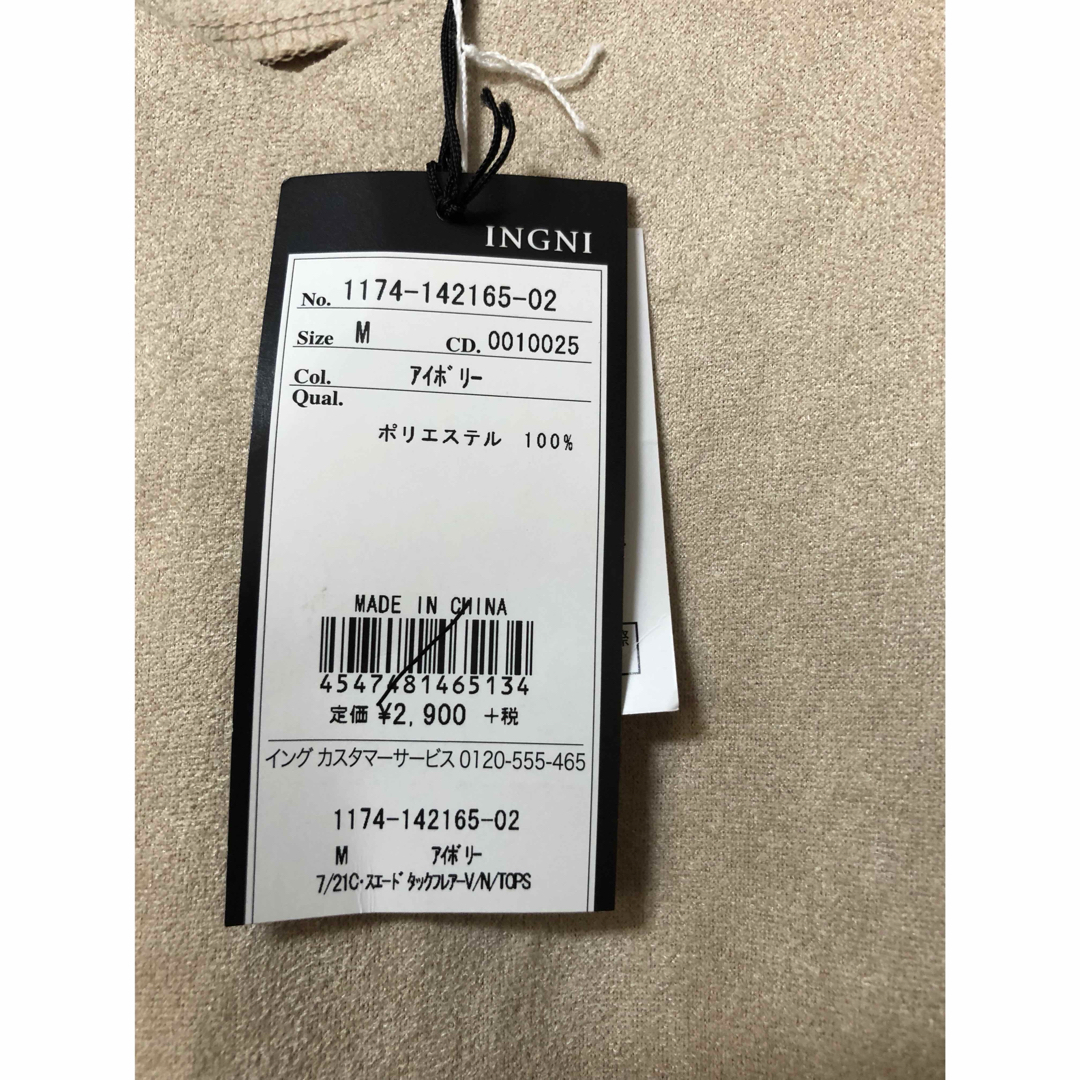 INGNI
No. 1174-142165-02
Size M CD. 0010025
Col. ｱｲﾎﾞﾘｰ
Qual.
ポリエステル 100%
MADE IN CHINA
4547481465134
定価 ¥2,900 +税
イング カスタマーサービス 0120-555-465
1174-142165-02
M ｱｲﾎﾞﾘｰ
7/21C･ｽｴｰﾄﾞﾀｯｸﾌﾚｱｰV/N/TOPS